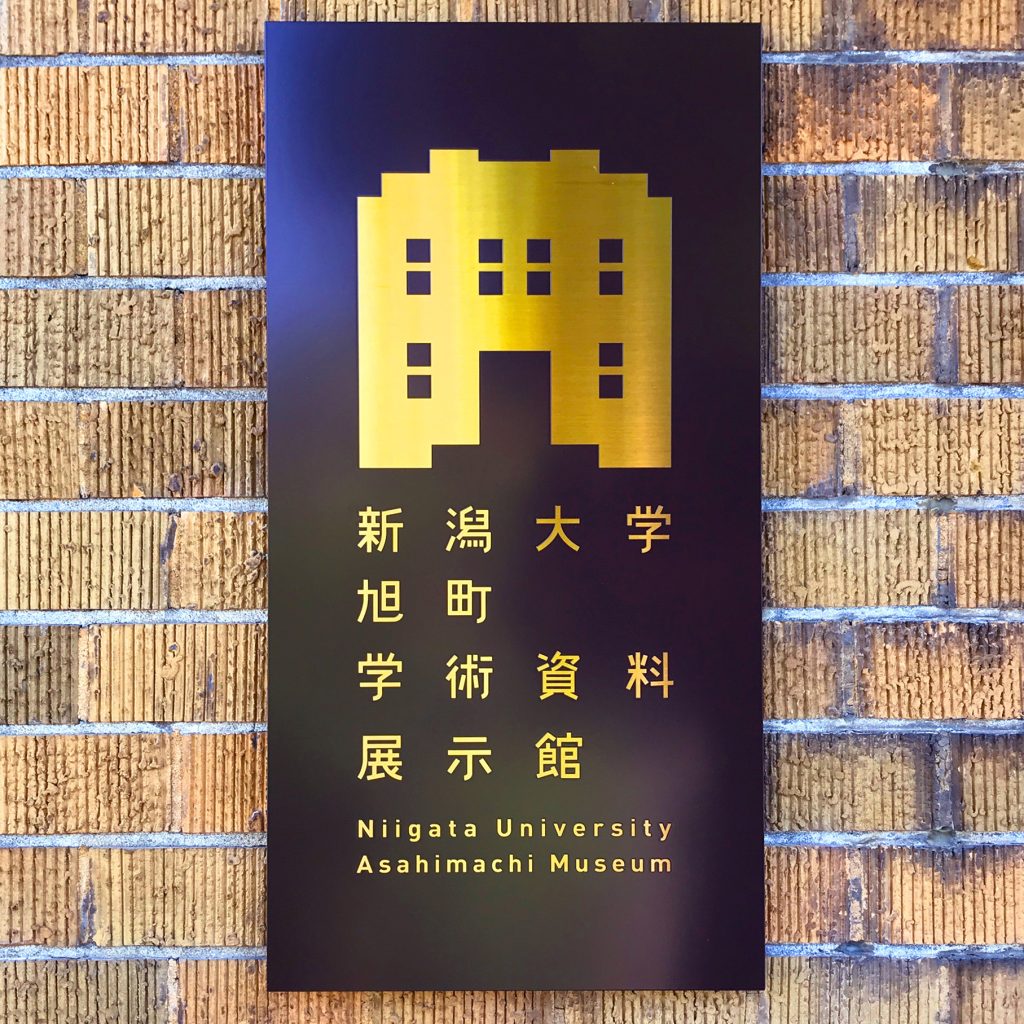 新潟大学
旭町
学術資料
展示館
Niigata University
Asahimachi Museum